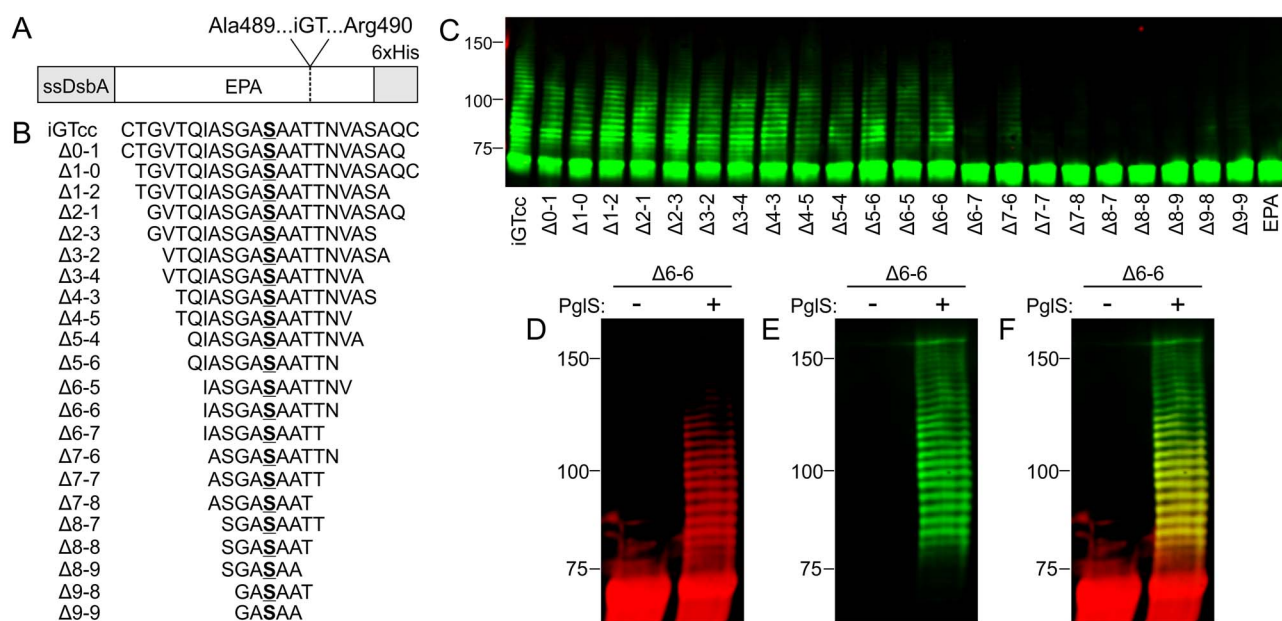 A
Ala489...iGT...Arg490
6xHis
ssDsbA
EPA
B
iGTcc CTGVTQIASGASAATTNVASAQC
Δ0-1 CTGVTQIASGASAATTNVASAQ
Δ1-0 TGVTQIASGASAATTNVASAQC
Δ1-2 TGVTQIASGASAATTNVASA
Δ2-1 GVTQIASGASAATTNVASAQ
Δ2-3 GVTQIASGASAATTNVAS
Δ3-2 VTQIASGASAATTNVASA
Δ3-4 VTQIASGASAATTNVA
Δ4-3 TQIASGASAATTNVAS
Δ4-5 TQIASGASAATTNV
Δ5-4 QIASGASAATTNVA
Δ5-6 QIASGASAATTN
Δ6-5 IASGASAATTNV
Δ6-6 IASGASAATTN
Δ6-7 IASGASAATT
Δ7-6 ASGASAATTN
Δ7-7 ASGASAATT
Δ7-8 ASGASAAT
Δ8-7 SGASAATT
Δ8-8 SGASAAT
Δ8-9 SGASAA
Δ9-8 GASAAT
Δ9-9 GASAA
C
150
100
75
iGTcc Δ0-1 Δ1-0 Δ1-2 Δ2-1 Δ2-3 Δ3-2 Δ3-4 Δ4-3 Δ4-5 Δ5-4 Δ5-6 Δ6-5 Δ6-6 Δ6-7 Δ7-6 Δ7-7 Δ7-8 Δ8-7 Δ8-8 Δ8-9 Δ9-8 Δ9-9 EPA
D
Δ6-6
PglS: - +
150
100
75
E
Δ6-6
PglS: - +
150
100
75
F
Δ6-6
PglS: - +
150
100
75